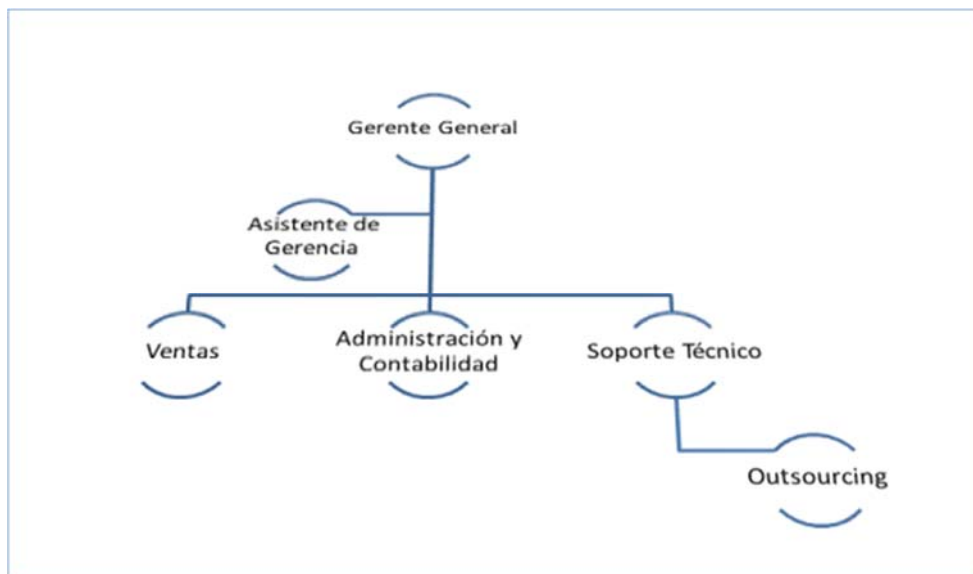 Gerente General
Asistente de
Gerencia
Ventas
Administración y
Contabilidad
Soporte Técnico
Outsourcing